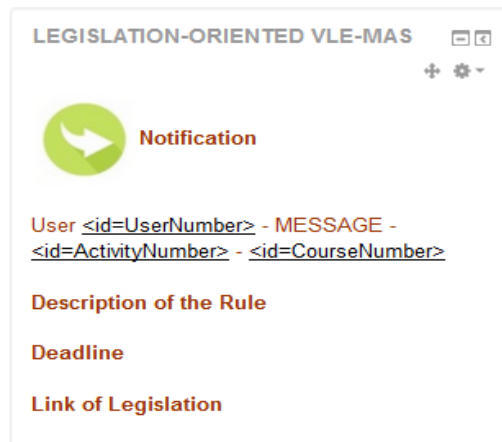 LEGISLATION-ORIENTED VLE-MAS
Notification
User <id=UserNumber> - MESSAGE -
<id=ActivityNumber> - <id=CourseNumber>
Description of the Rule
Deadline
Link of Legislation